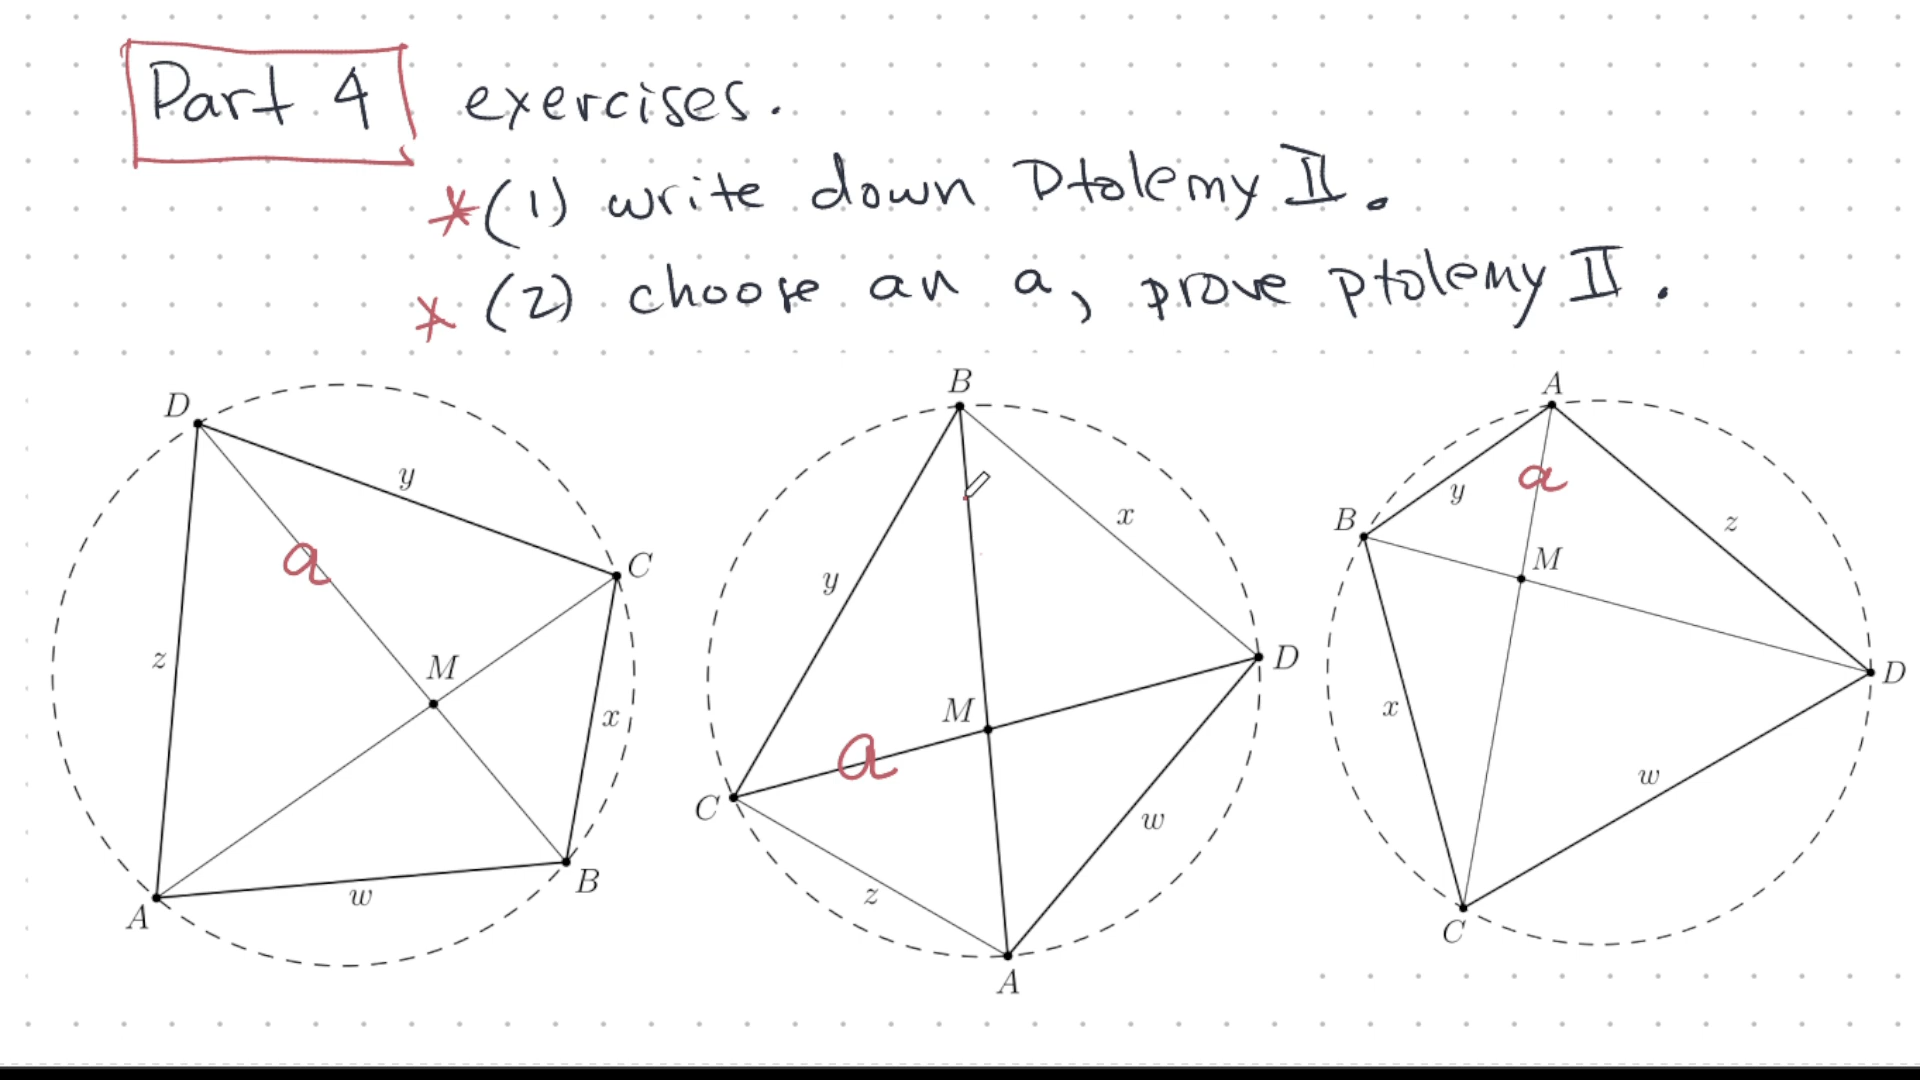 Part 4 exercises.
*(1) write down Ptolemy II.
*(2) choose an a, prove ptolemy II.
D
y
C
a
z
M
x
w
B
A
B
x
y
D
M
a
C
w
z
A
A
a
y
B
z
M
D
x
w
C